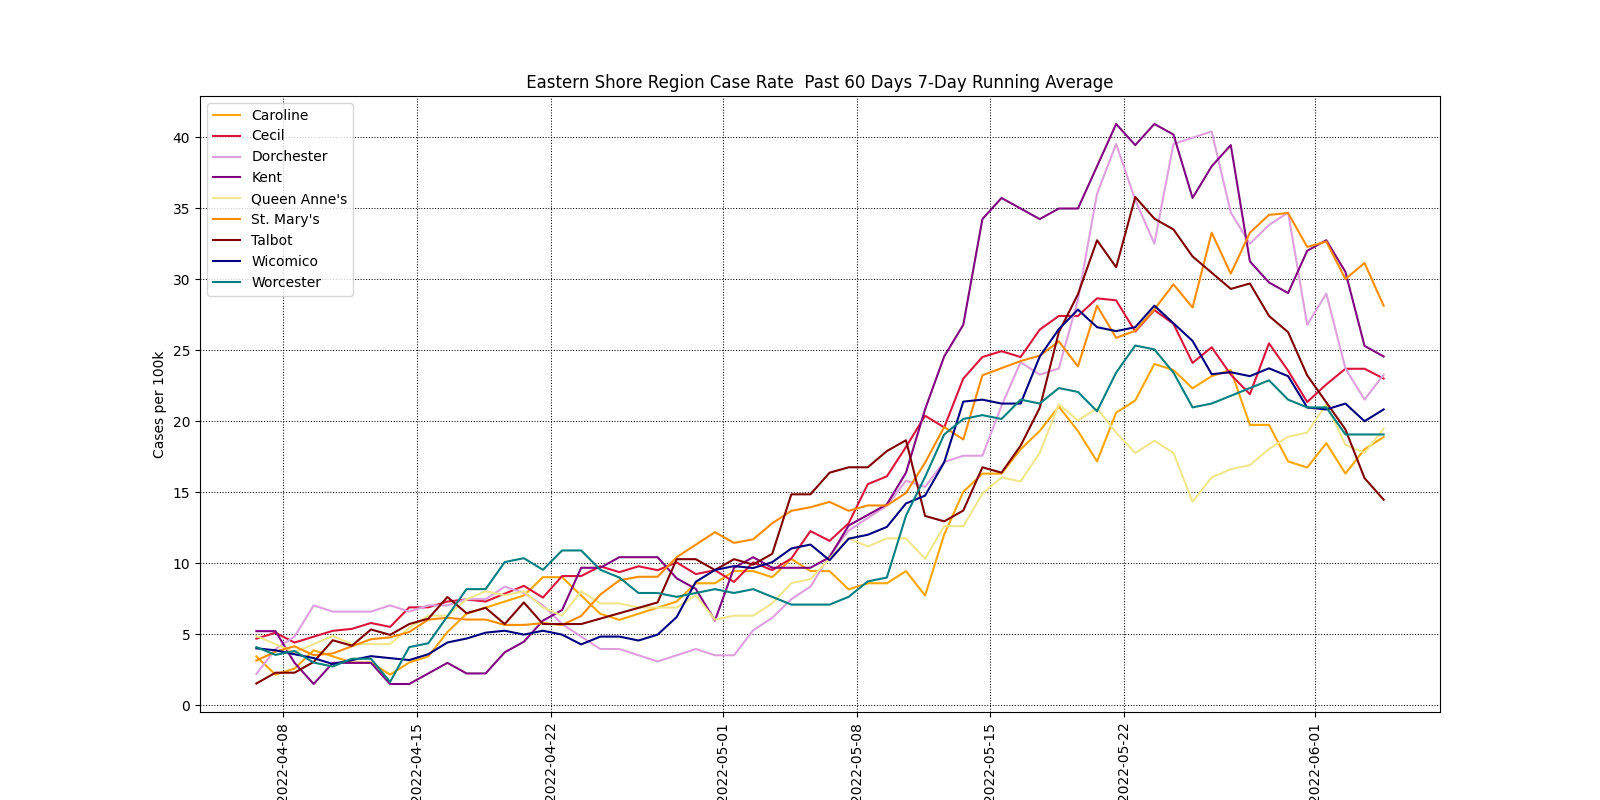 Eastern Shore Region Case Rate  Past 60 Days 7-Day Running Average
Caroline
Cecil
Dorchester
Kent
Queen Anne's
St. Mary's
Talbot
Wicomico
Worcester
Cases per 100k
40
35
30
25
20
15
10
5
0
2022-04-08
2022-04-15
2022-04-22
2022-05-01
2022-05-08
2022-05-15
2022-05-22
2022-06-01